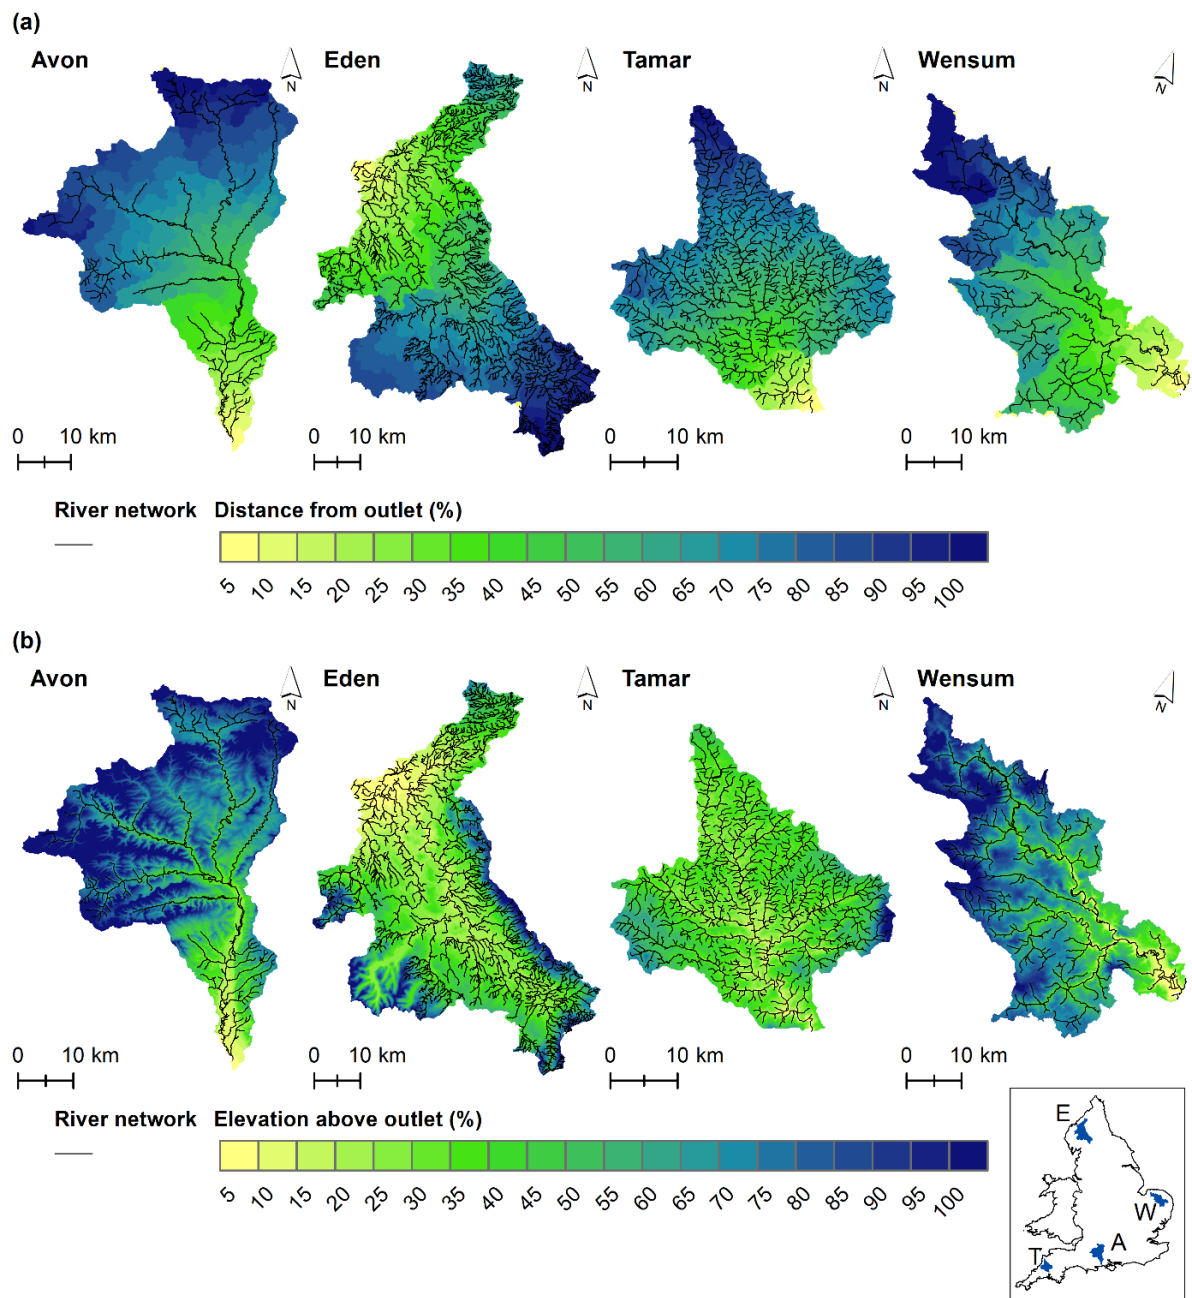 (a)
Avon Eden Tamar Wensum
N N N N
0 10 km 0 10 km 0 10 km 0 10 km
River network Distance from outlet (%)
5 10 15 20 25 30 35 40 45 50 55 60 65 70 75 80 85 90 95 100
(b)
Avon Eden Tamar Wensum
N N N N
0 10 km 0 10 km 0 10 km 0 10 km
River network Elevation above outlet (%)
5 10 15 20 25 30 35 40 45 50 55 60 65 70 75 80 85 90 95 100
E
W
A
T